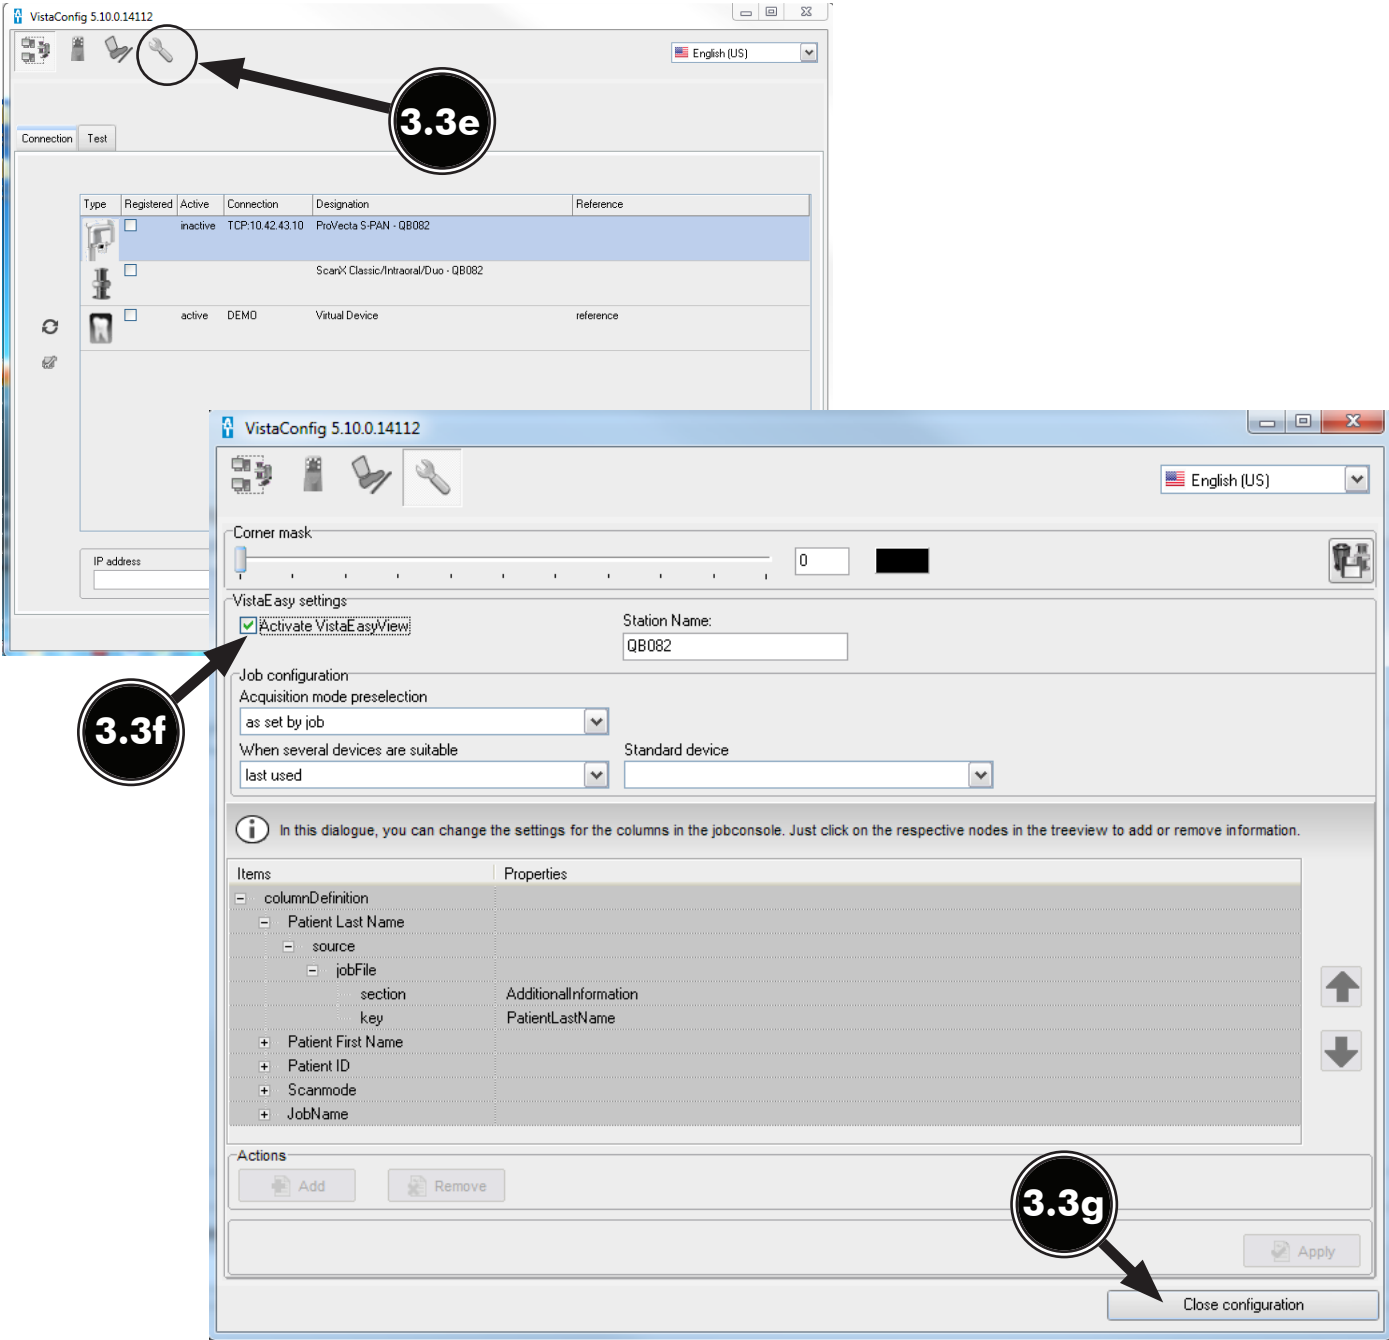 VistaConfig 5.10.0.14112
English (US)
3.3e
Connection Test
Type Registered Active Connection Designation Reference
inactive TCP:10.42.43.10 ProVecta S-PAN - QB082
ScanX Classic/Intraoral/Duo - QB082
active DEMO Virtual Device reference
IP address
VistaConfig 5.10.0.14112
English (US)
Corner mask
0
VistaEasy settings
Activate VistaEasyView
Station Name:
QB082
3.3f
Job configuration
Acquisition mode preselection
as set by job
When several devices are suitable Standard device
last used
In this dialogue, you can change the settings for the columns in the jobconsole. Just click on the respective nodes in the treeview to add or remove information.
Items Properties
columnDefinition
Patient Last Name
source
jobFile
section AdditionalInformation
key PatientLastName
Patient First Name
Patient ID
Scanmode
JobName
Actions
Add Remove
3.3g
Apply
Close configuration